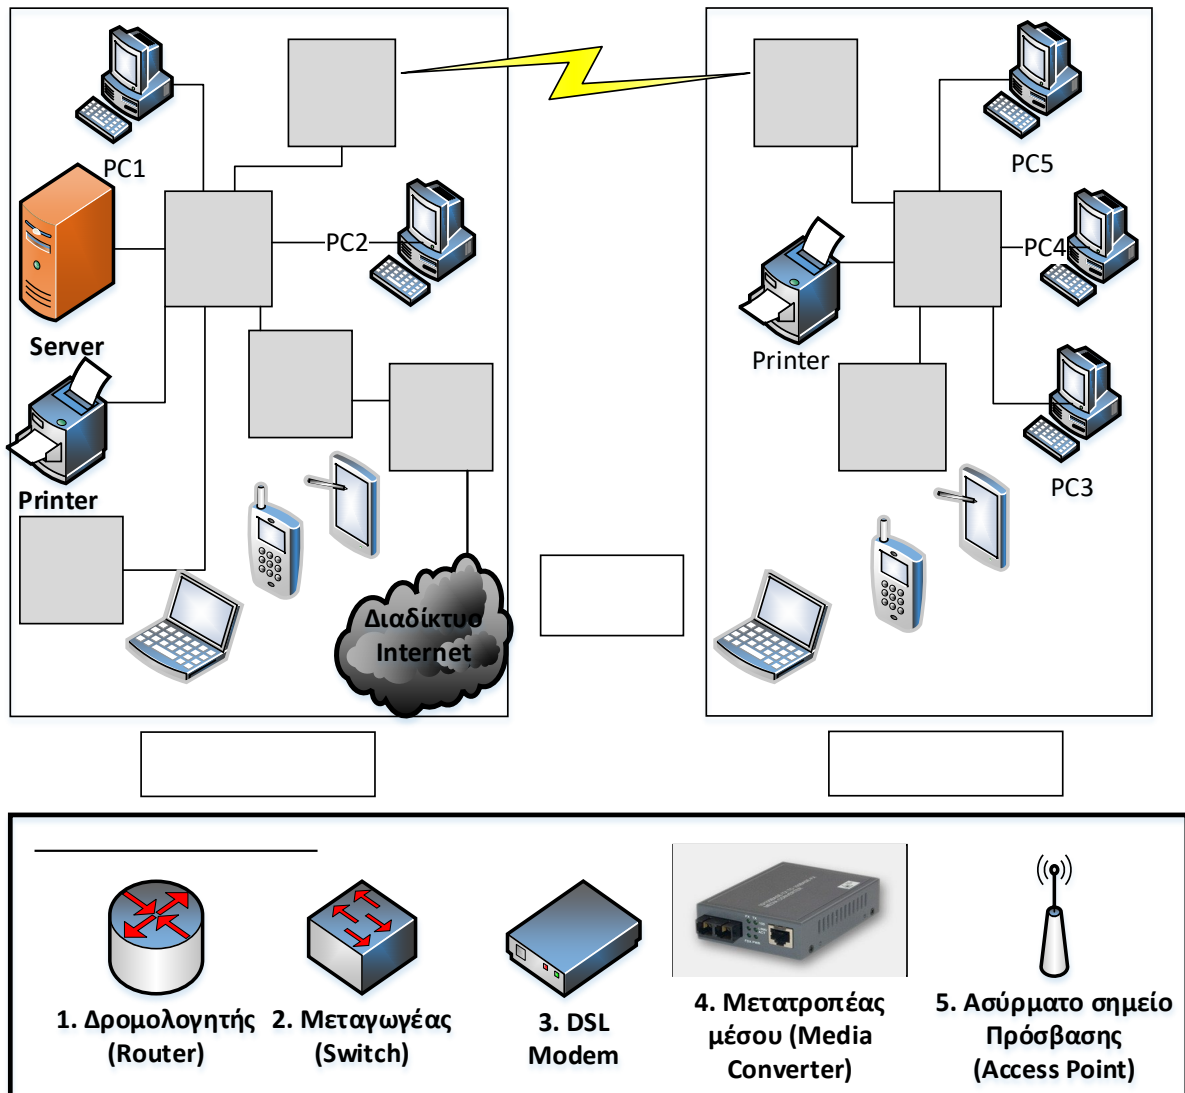 PC1
PC2
Server
Printer
Διαδίκτυο
Internet
PC5
PC4
Printer
PC3
1. Δρομολογητής
(Router)
2. Μεταγωγέας
(Switch)
3. DSL
Modem
4. Μετατροπέας
μέσου (Media
Converter)
5. Ασύρματο σημείο
Πρόσβασης
(Access Point)